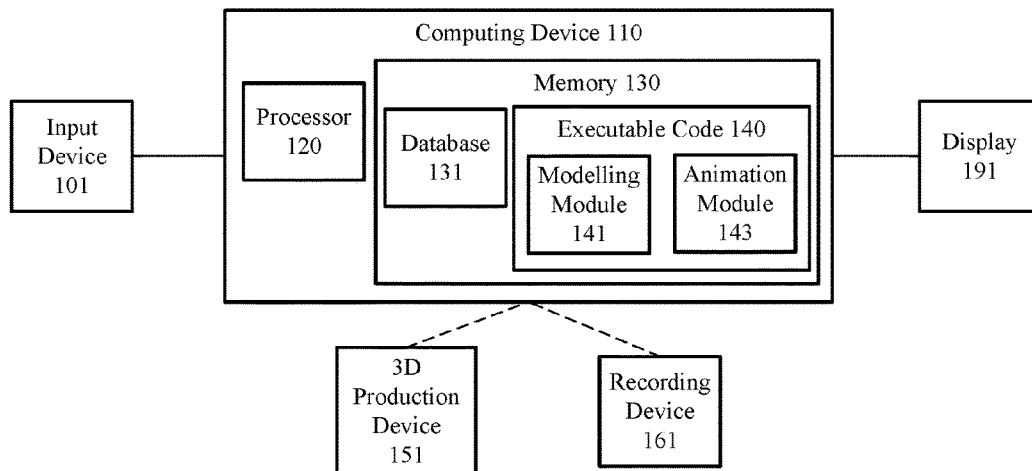 Computing Device 110
Memory 130
Processor
120
Executable Code 140
Database
131
Modelling
Module
141
Animation
Module
143
Input
Device
101
Display
191
3D
Production
Device
151
Recording
Device
161